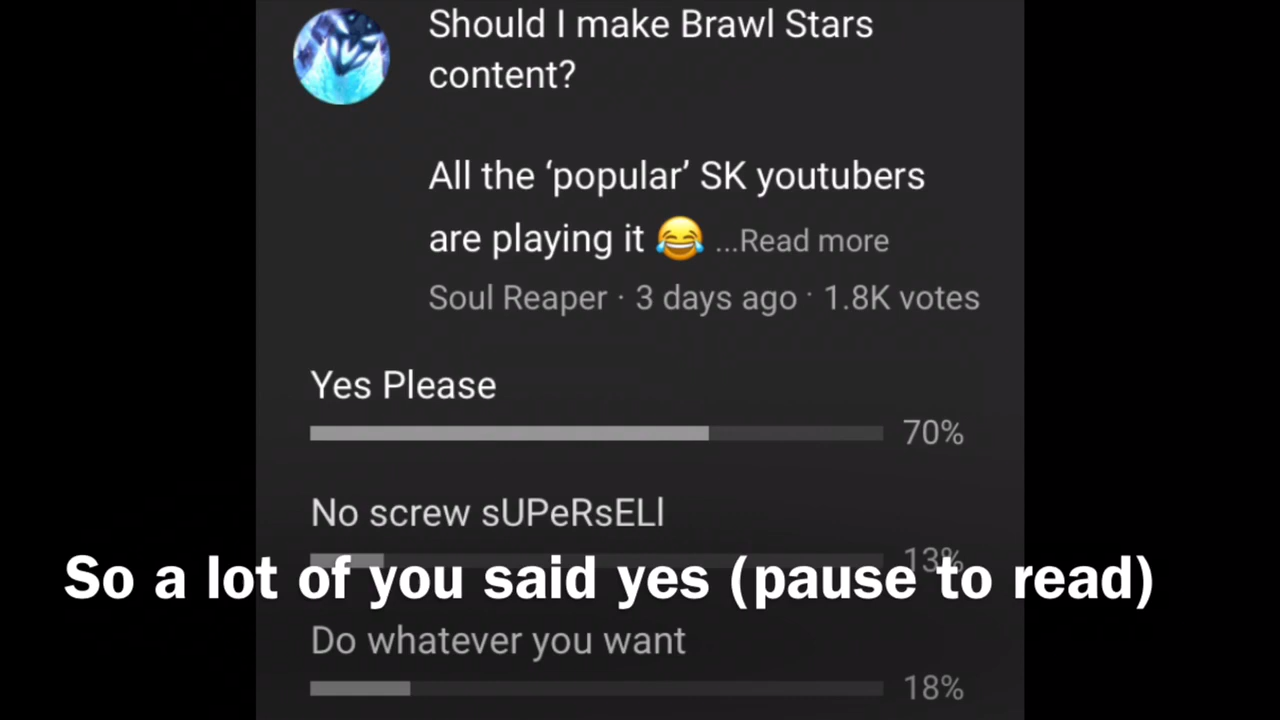 Should I make Brawl Stars
content?
All the ‘popular’ SK youtubers
are playing it 😂 ...Read more
Soul Reaper · 3 days ago · 1.8K votes
Yes Please
70%
No screw sUPeRsELl
13%
So a lot of you said yes (pause to read)
Do whatever you want
18%